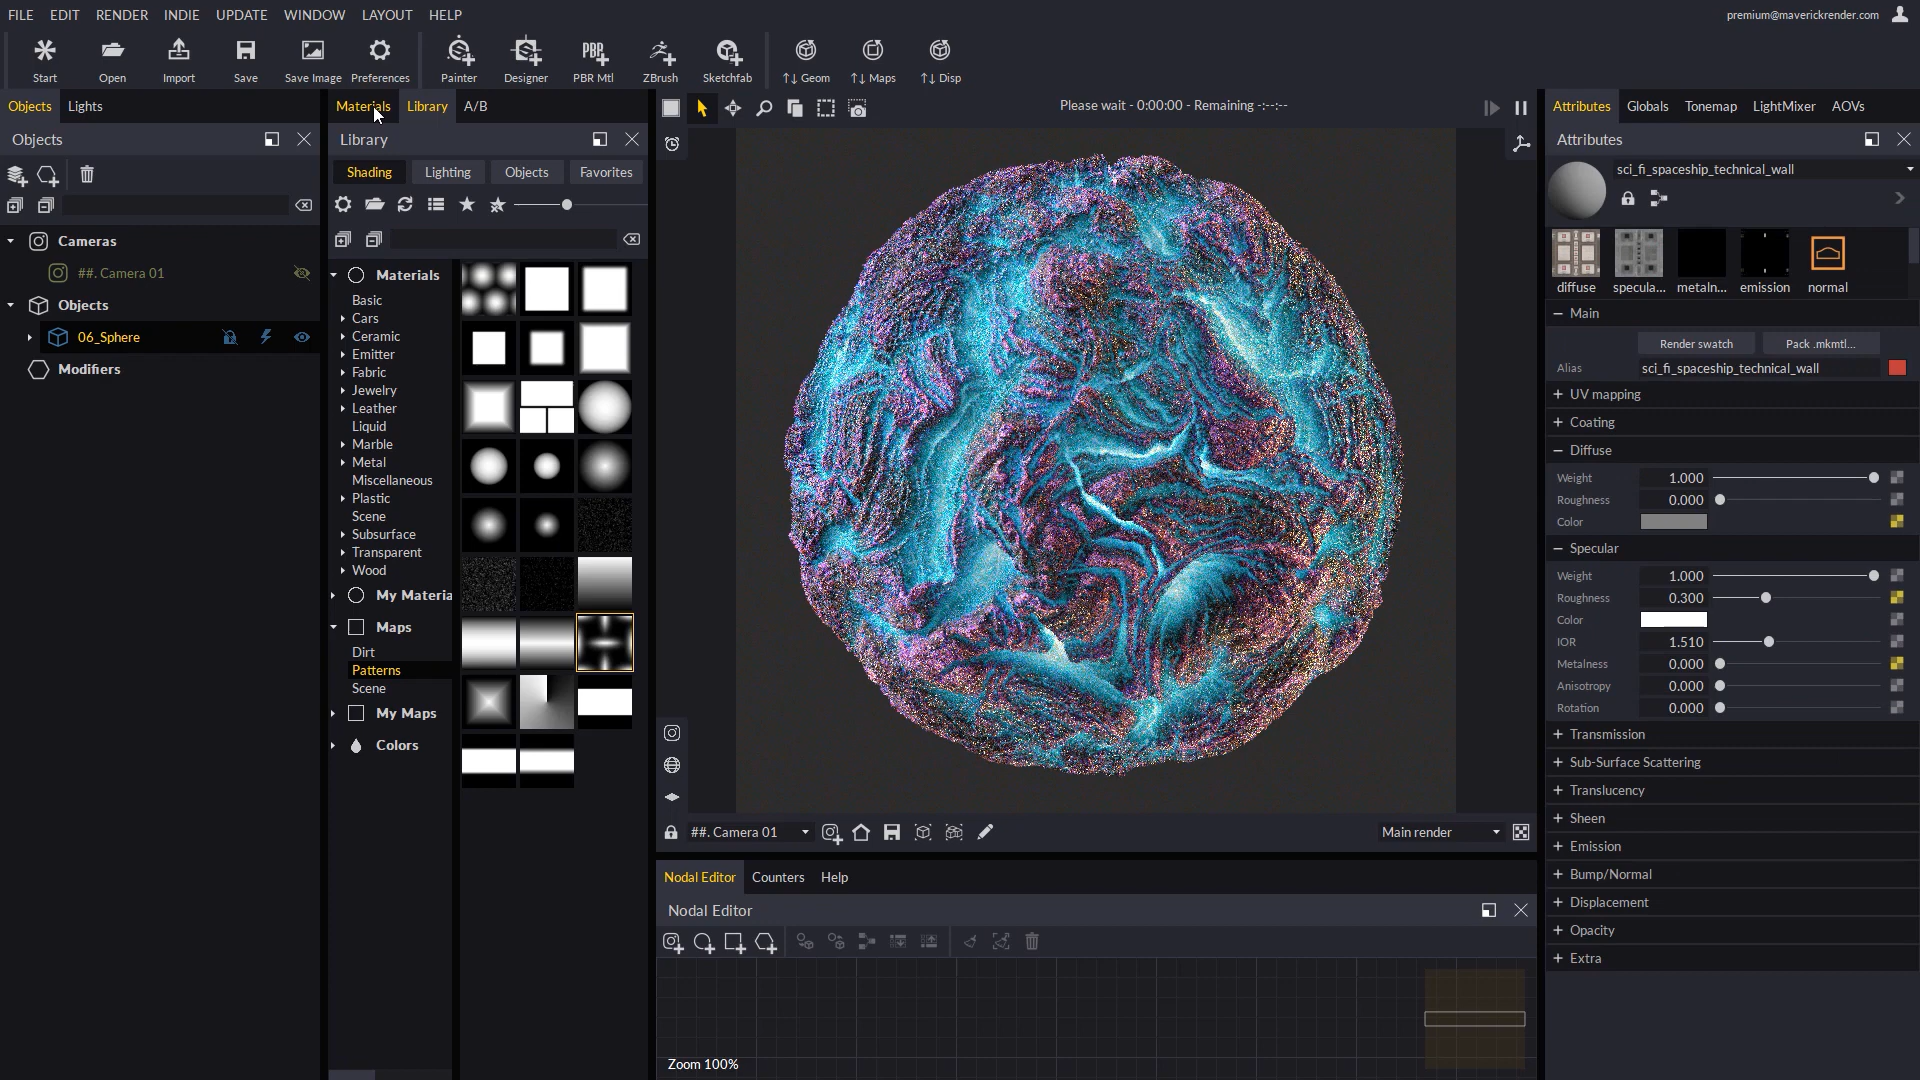 FILE EDIT RENDER INDIE UPDATE WINDOW LAYOUT HELP
premium@maverickrender.com
Start Open Import Save Save Image Preferences Painter Designer PBR Mtl ZBrush Sketchfab ↑↓ Geom ↑↓ Maps ↑↓ Disp
PBR
Objects Lights
Objects
Cameras
##. Camera 01
Objects
06_Sphere
Modifiers
Materials Library A/B
Library
Shading Lighting Objects Favorites
Materials
Basic
Cars
Ceramic
Emitter
Fabric
Jewelry
Leather
Liquid
Marble
Metal
Miscellaneous
Plastic
Scene
Subsurface
Transparent
Wood
My Materia
Maps
Dirt
Patterns
Scene
My Maps
Colors
Please wait - 0:00:00 - Remaining -:--:--
##. Camera 01
Main render
Nodal Editor Counters Help
Nodal Editor
Zoom 100%
Attributes Globals Tonemap LightMixer AOVs
Attributes
sci_fi_spaceship_technical_wall
diffuse specula... metaln... emission normal
Main
Render swatch Pack .mkmtl...
Alias sci_fi_spaceship_technical_wall
UV mapping
Coating
Diffuse
Weight 1.000
Roughness 0.000
Color
Specular
Weight 1.000
Roughness 0.300
Color
IOR 1.510
Metalness 0.000
Anisotropy 0.000
Rotation 0.000
Transmission
Sub-Surface Scattering
Translucency
Sheen
Emission
Bump/Normal
Displacement
Opacity
Extra